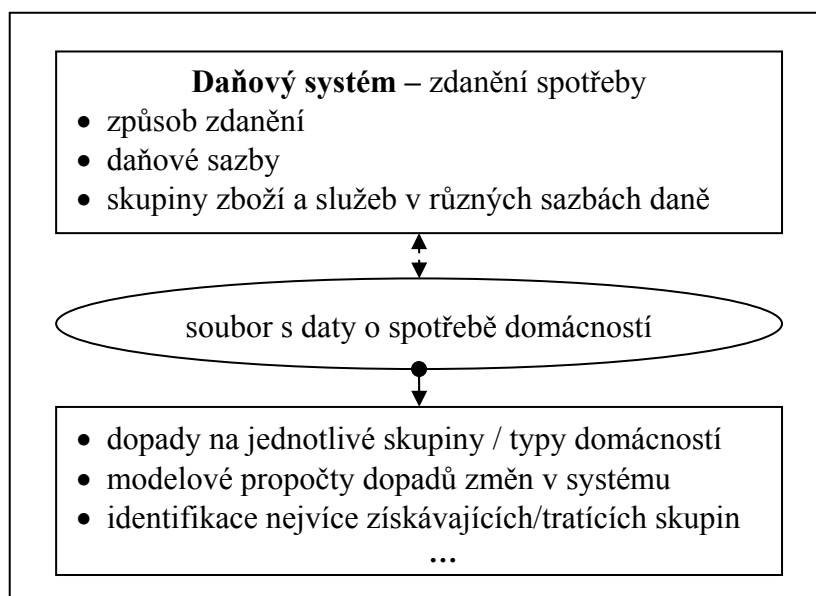 Daňový systém – zdanění spotřeby
• způsob zdanění
• daňové sazby
• skupiny zboží a služeb v různých sazbách daně
soubor s daty o spotřebě domácností
• dopady na jednotlivé skupiny / typy domácností
• modelové propočty dopadů změn v systému
• identifikace nejvíce získávajících/tratících skupin
...